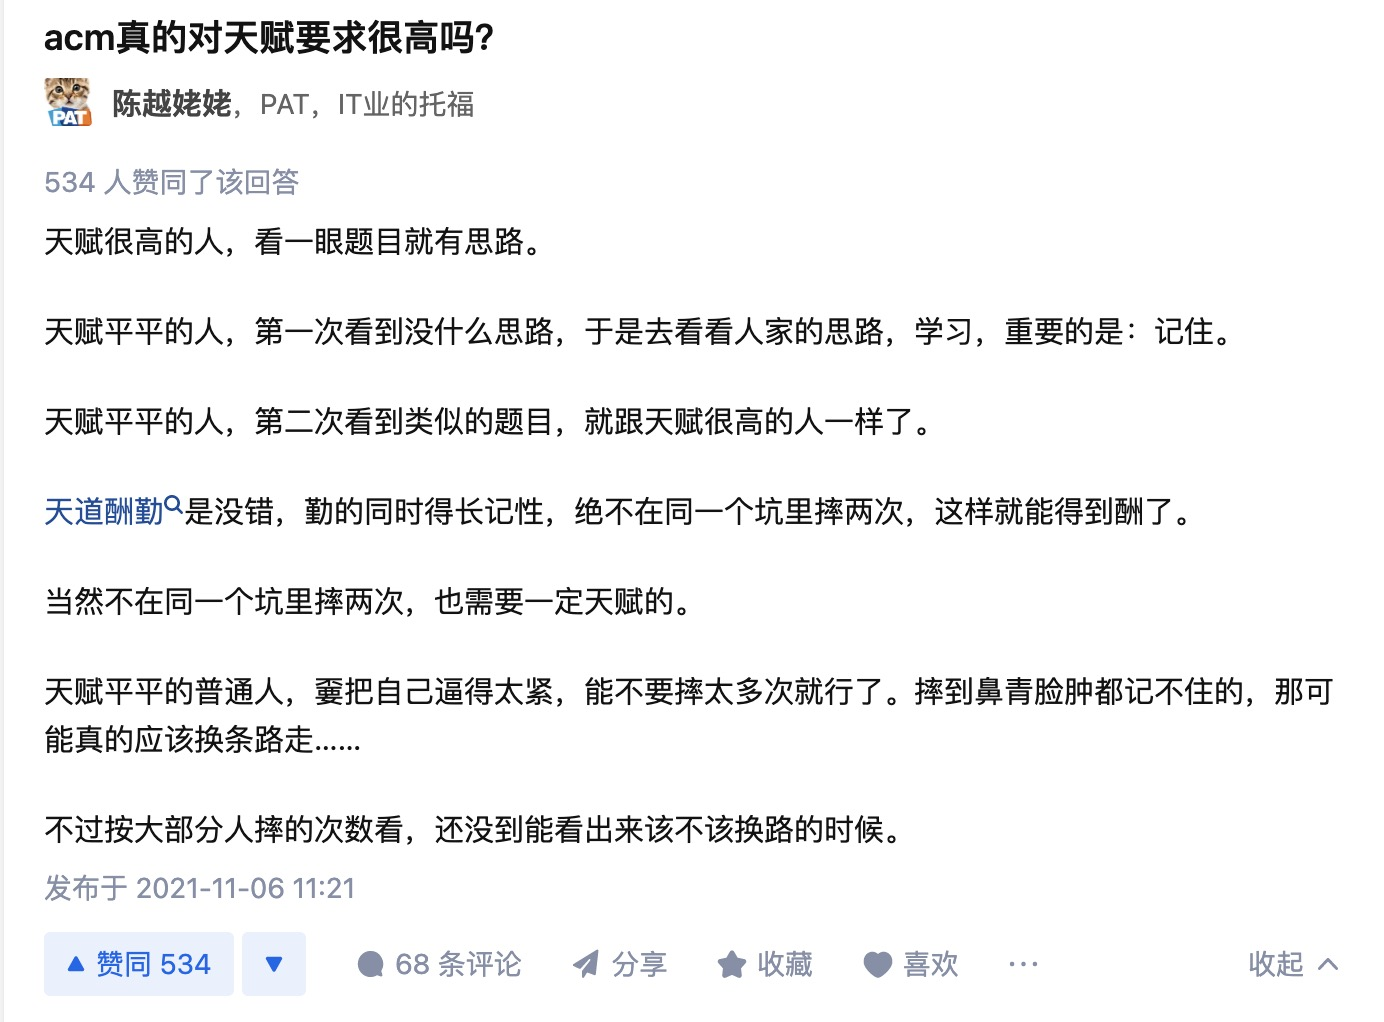 acm真的对天赋要求很高吗?
PAT
陈越姥姥，PAT，IT业的托福
534 人赞同了该回答
天赋很高的人，看一眼题目就有思路。
天赋平平的人，第一次看到没什么思路，于是去看看人家的思路，学习，重要的是：记住。
天赋平平的人，第二次看到类似的题目，就跟天赋很高的人一样了。
天道酬勤是没错，勤的同时得长记性，绝不在同一个坑里摔两次，这样就能得到酬了。
当然不在同一个坑里摔两次，也需要一定天赋的。
天赋平平的普通人，嫑把自己逼得太紧，能不要摔太多次就行了。摔到鼻青脸肿都记不住的，那可
能真的应该换条路走……
不过按大部分人摔的次数看，还没到能看出来该不该换路的时候。
发布于 2021-11-06 11:21
赞同 534 68 条评论 分享 收藏 喜欢 ··· 收起